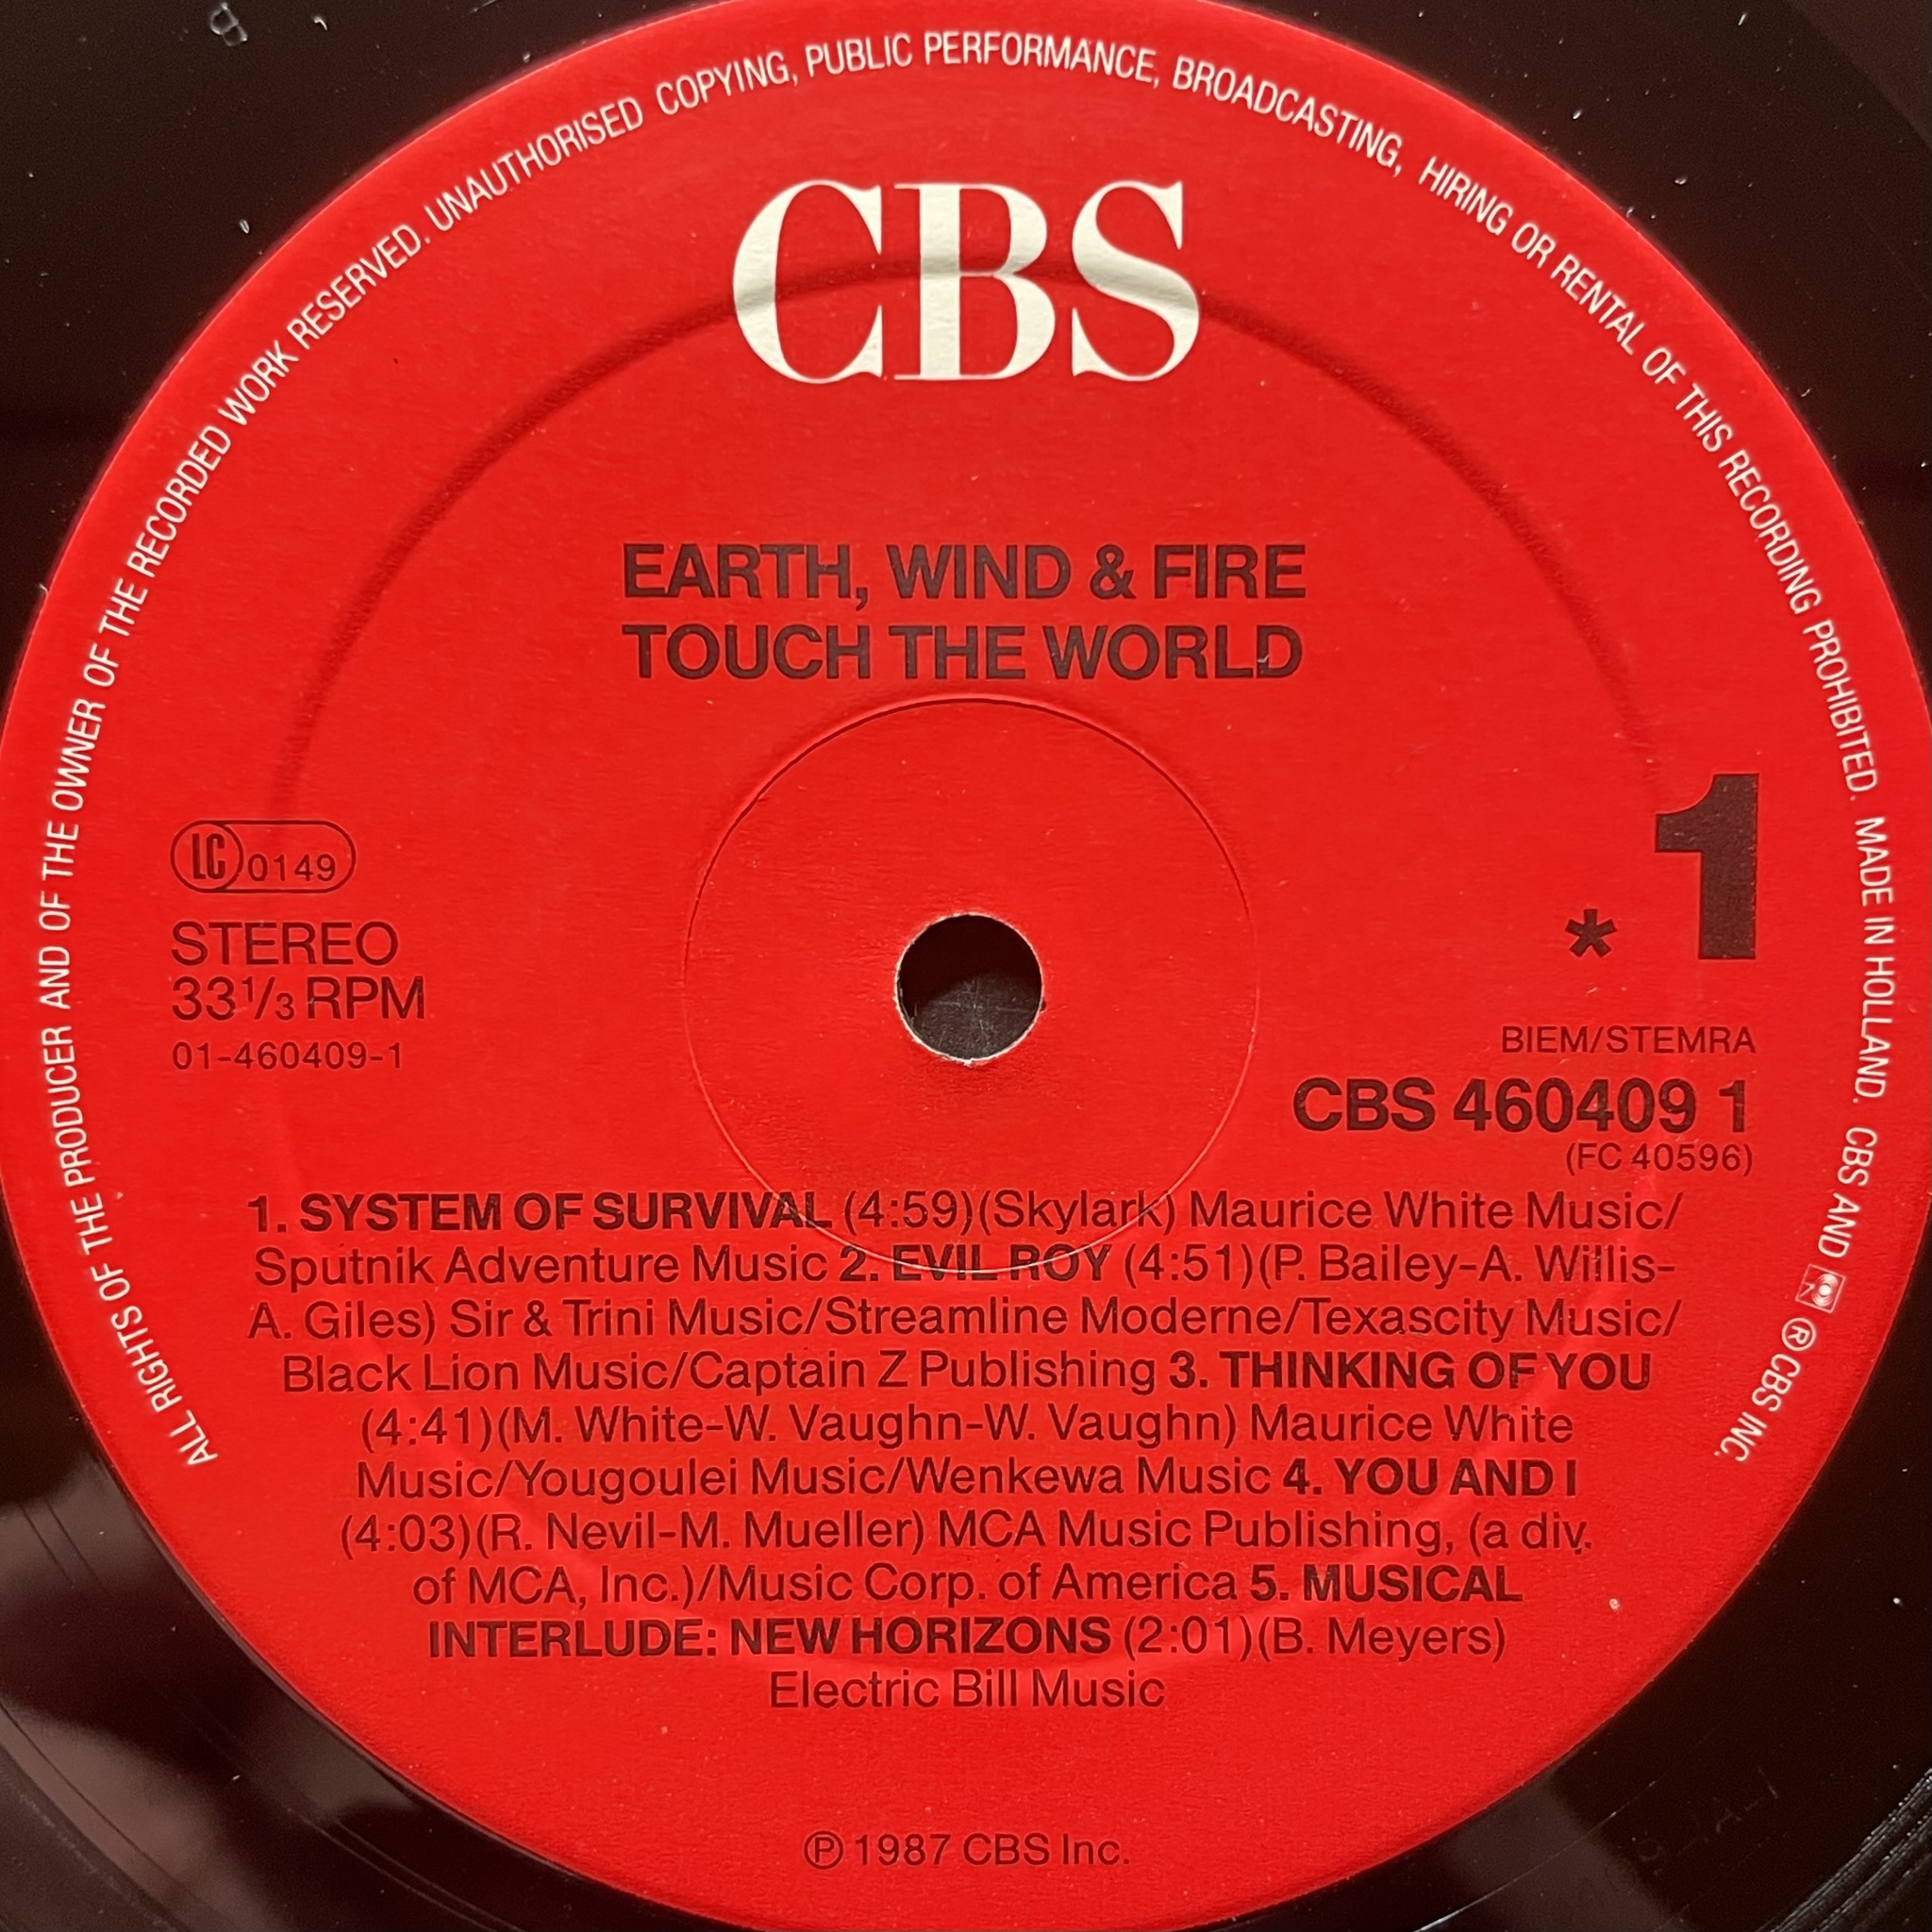 ALL RIGHTS OF THE PRODUCER AND OF THE OWNER OF THE RECORDED WORK RESERVED. UNAUTHORISED COPYING, PUBLIC PERFORMANCE, BROADCASTING, HIRING OR RENTAL OF THIS RECORDING PROHIBITED. MADE IN HOLLAND. CBS AND ® CBS INC.
CBS
EARTH, WIND & FIRE
TOUCH THE WORLD
LC 0149
STEREO
33 1/3 RPM
01-460409-1
* 1
BIEM/STEMRA
CBS 460409 1
(FC 40596)
1. SYSTEM OF SURVIVAL (4:59)(Skylark) Maurice White Music/
Sputnik Adventure Music 2. EVIL ROY (4:51)(P. Bailey-A. Willis-
A. Giles) Sir & Trini Music/Streamline Moderne/Texascity Music/
Black Lion Music/Captain Z Publishing 3. THINKING OF YOU
(4:41)(M. White-W. Vaughn-W. Vaughn) Maurice White
Music/Yougoulei Music/Wenkewa Music 4. YOU AND I
(4:03)(R. Nevil-M. Mueller) MCA Music Publishing, (a div.
of MCA, Inc.)/Music Corp. of America 5. MUSICAL
INTERLUDE: NEW HORIZONS (2:01)(B. Meyers)
Electric Bill Music
℗ 1987 CBS Inc.